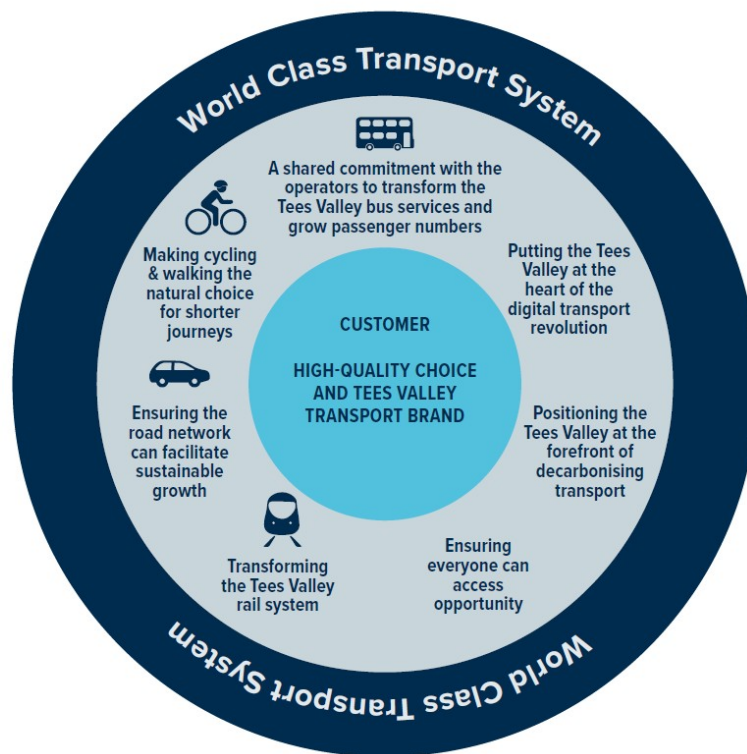 World Class Transport System
A shared commitment with the
operators to transform the
Tees Valley bus services and
grow passenger numbers
Putting the Tees
Valley at the
heart of the
digital transport
revolution
Positioning the
Tees Valley at the
forefront of
decarbonising
transport
Ensuring
everyone can
access
opportunity
Transforming
the Tees Valley
rail system
Ensuring the
road network
can facilitate
sustainable
growth
Making cycling
& walking the
natural choice
for shorter
journeys
CUSTOMER
HIGH-QUALITY CHOICE
AND TEES VALLEY
TRANSPORT BRAND
World Class Transport System